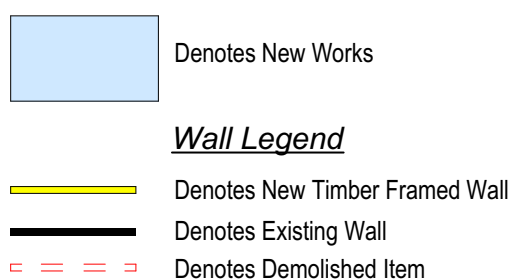 Denotes New Works
Wall Legend
Denotes New Timber Framed Wall
Denotes Existing Wall
Denotes Demolished Item